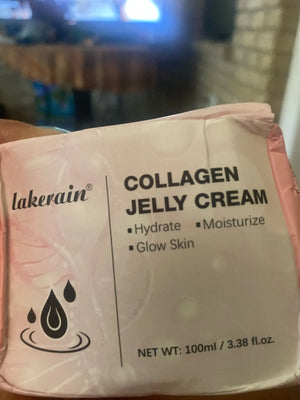 lakerain®
COLLAGEN
JELLY CREAM
▪Hydrate ▪Moisturize
▪Glow Skin
NET WT: 100ml / 3.38 fl.oz.